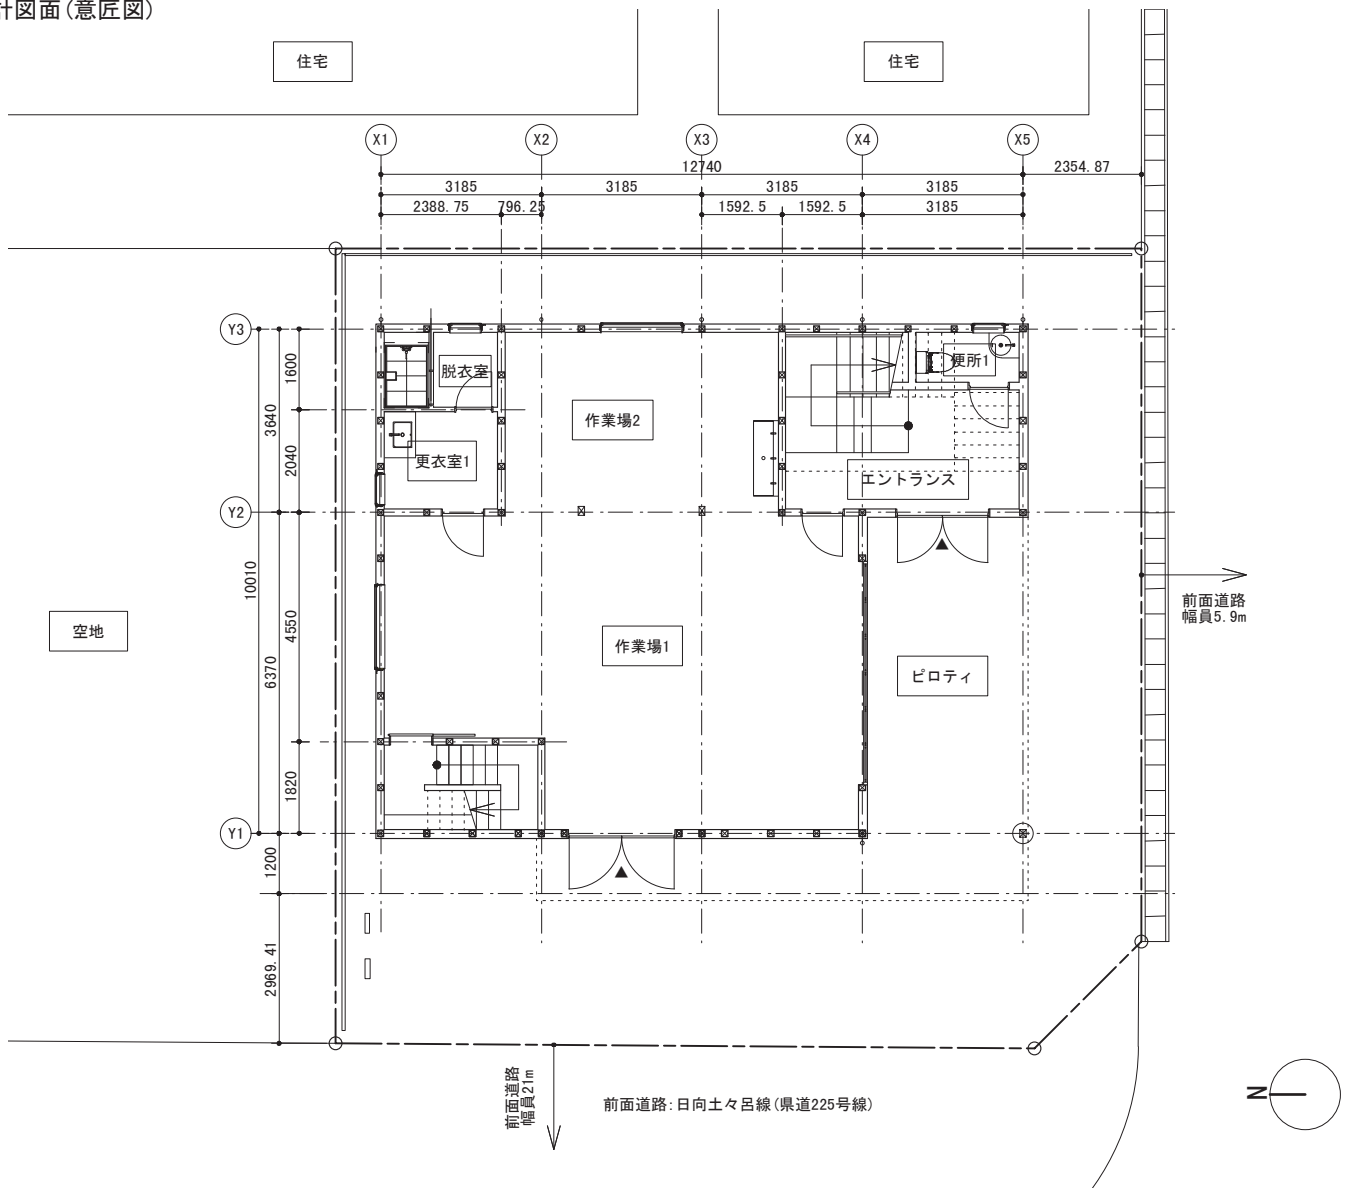 計図面(意匠図)
住宅
住宅
X1
X2
X3
X4
X5
12740
2354.87
3185
3185
3185
3185
2388.75
796.25
1592.5
1592.5
3185
Y3
1600
脱衣室
便所1
3640
作業場2
2040
更衣室1
エントランス
Y2
10010
4550
空地
6370
作業場1
ピロティ
前面道路
幅員5.9m
1820
Y1
1200
2969.41
前面道路
幅員21m
前面道路:日向土々呂線(県道225号線)
N